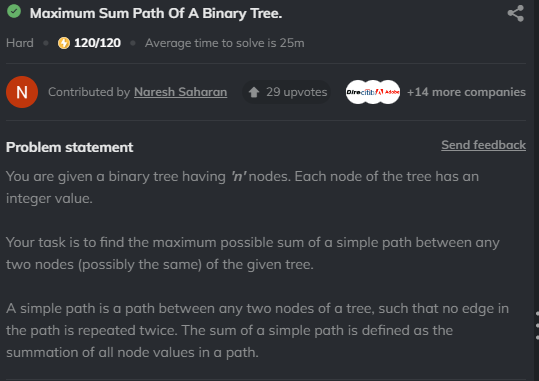 Maximum Sum Path Of A Binary Tree.
Hard 120/120 Average time to solve is 25m
N Contributed by Naresh Saharan 29 upvotes Adobe +14 more companies
Problem statement Send feedback
You are given a binary tree having 'n' nodes. Each node of the tree has an
integer value.
Your task is to find the maximum possible sum of a simple path between any
two nodes (possibly the same) of the given tree.
A simple path is a path between any two nodes of a tree, such that no edge in
the path is repeated twice. The sum of a simple path is defined as the
summation of all node values in a path.